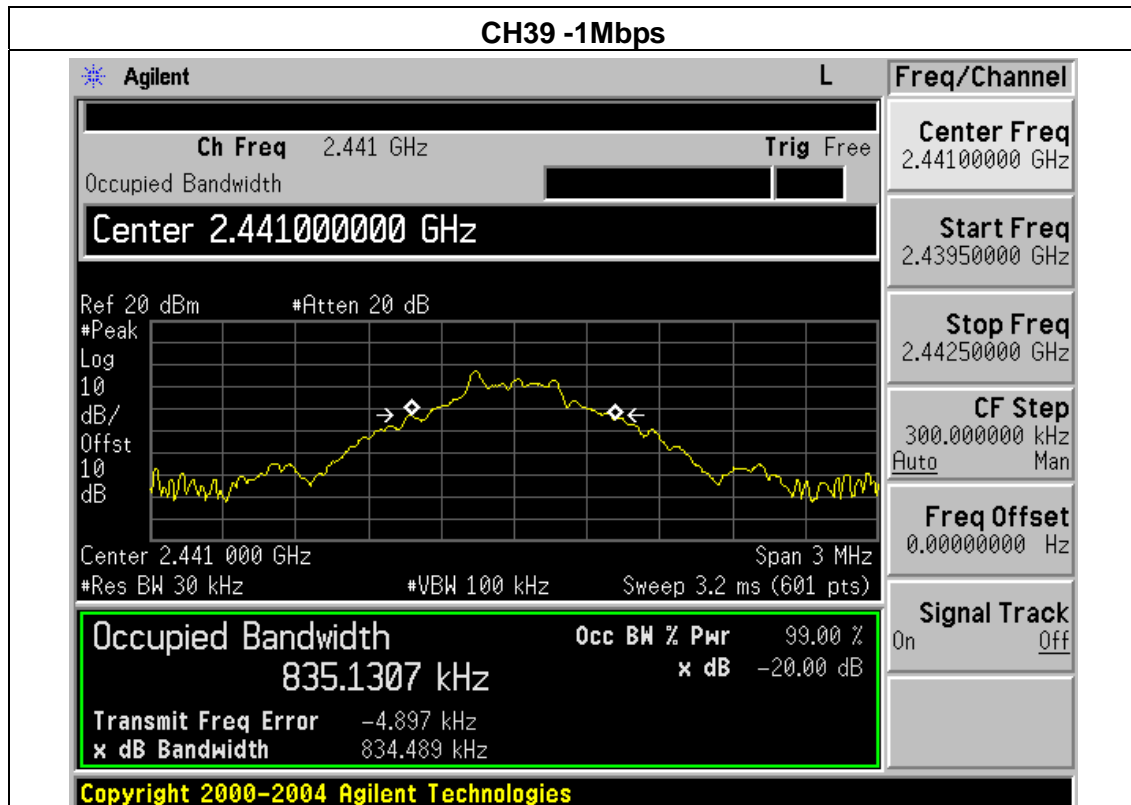 CH39 -1Mbps
Agilent L Freq/Channel
Ch Freq 2.441 GHz Trig Free
Occupied Bandwidth
Center 2.441000000 GHz
Ref 20 dBm #Atten 20 dB
#Peak
Log
10
dB/
Offst
10
dB
Center 2.441 000 GHz Span 3 MHz
#Res BW 30 kHz #VBW 100 kHz Sweep 3.2 ms (601 pts)
Occupied Bandwidth Occ BW % Pwr 99.00 %
835.1307 kHz x dB -20.00 dB
Transmit Freq Error -4.897 kHz
x dB Bandwidth 834.489 kHz
Center Freq
2.44100000 GHz
Start Freq
2.43950000 GHz
Stop Freq
2.44250000 GHz
CF Step
300.000000 kHz
Auto Man
Freq Offset
0.00000000 Hz
Signal Track
On Off
Copyright 2000-2004 Agilent Technologies